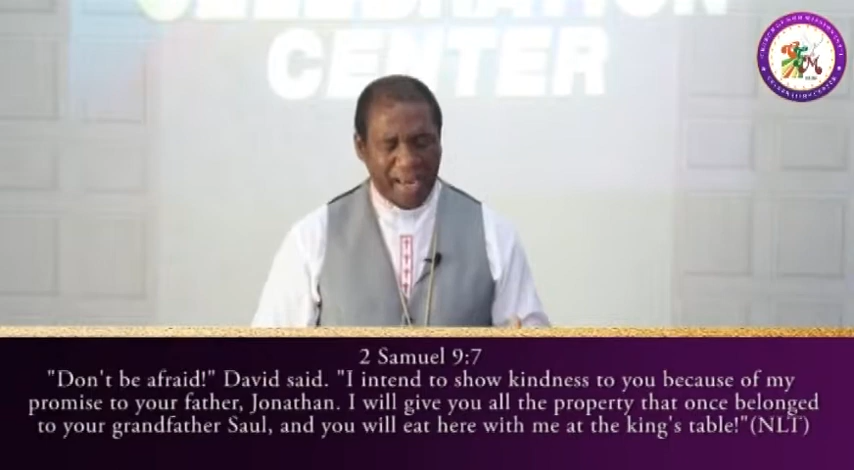 CELEBRATION
CENTER
2 Samuel 9:7
"Don't be afraid!" David said. "I intend to show kindness to you because of my
promise to your father, Jonathan. I will give you all the property that once belonged
to your grandfather Saul, and you will eat here with me at the king's table!"(NLT)